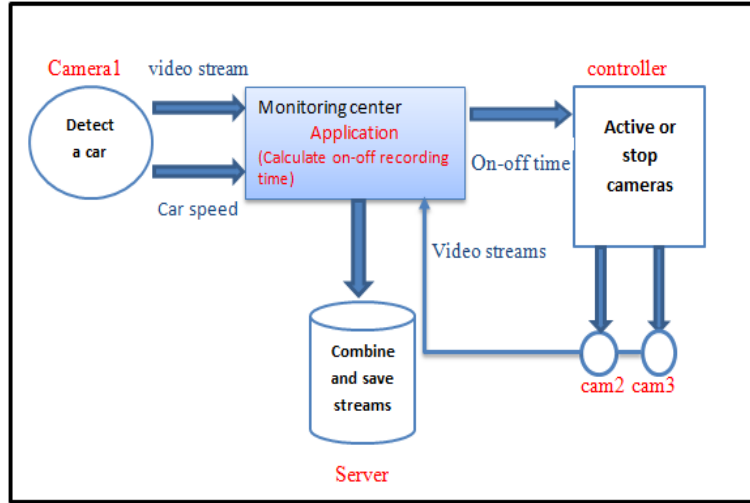 Camera1
video stream
controller
Detect
a car
Monitoring center
Application
(Calculate on-off recording
time)
Active or
stop
cameras
On-off time
Car speed
Video streams
Combine
and save
streams
cam2
cam3
Server